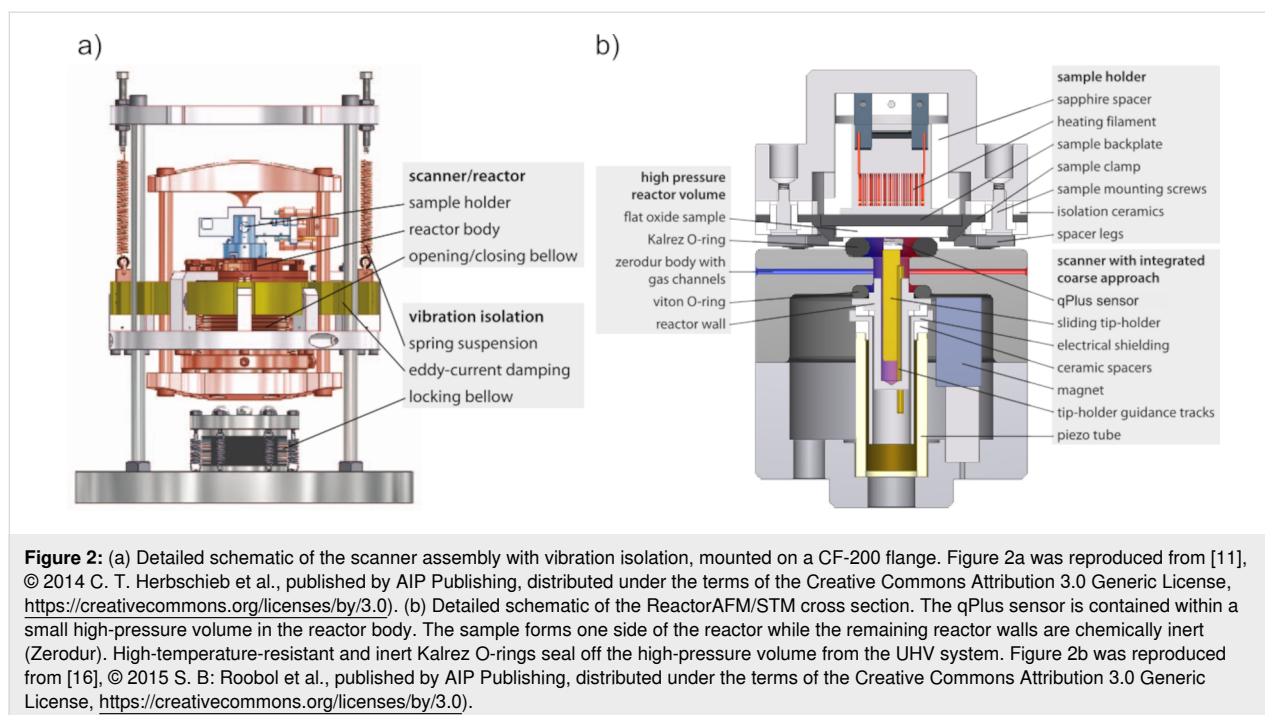 a)
scanner/reactor
sample holder
reactor body
opening/closing bellow
vibration isolation
spring suspension
eddy-current damping
locking bellow
b)
high pressure
reactor volume
flat oxide sample
Kalrez O-ring
zerodur body with
gas channels
viton O-ring
reactor wall
sample holder
sapphire spacer
heating filament
sample backplate
sample clamp
sample mounting screws
isolation ceramics
spacer legs
scanner with integrated
coarse approach
qPlus sensor
sliding tip-holder
electrical shielding
ceramic spacers
magnet
tip-holder guidance tracks
piezo tube
Figure 2: (a) Detailed schematic of the scanner assembly with vibration isolation, mounted on a CF-200 flange. Figure 2a was reproduced from [11],
© 2014 C. T. Herbschieb et al., published by AIP Publishing, distributed under the terms of the Creative Commons Attribution 3.0 Generic License,
https://creativecommons.org/licenses/by/3.0). (b) Detailed schematic of the ReactorAFM/STM cross section. The qPlus sensor is contained within a
small high-pressure volume in the reactor body. The sample forms one side of the reactor while the remaining reactor walls are chemically inert
(Zerodur). High-temperature-resistant and inert Kalrez O-rings seal off the high-pressure volume from the UHV system. Figure 2b was reproduced
from [16], © 2015 S. B: Roobol et al., published by AIP Publishing, distributed under the terms of the Creative Commons Attribution 3.0 Generic
License, https://creativecommons.org/licenses/by/3.0).